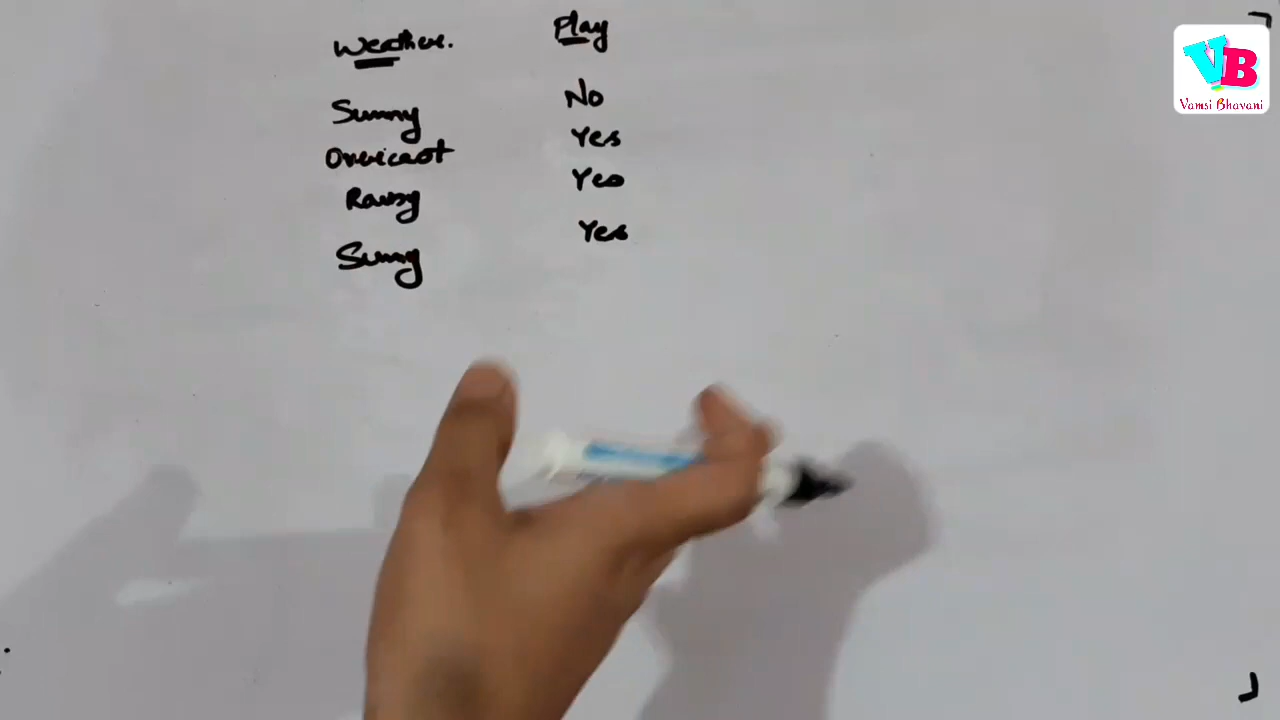 Weather. Play
Sunny No
Overcast Yes
Rainy Yes
Sunny Yes
VB
Vamsi Bhavani